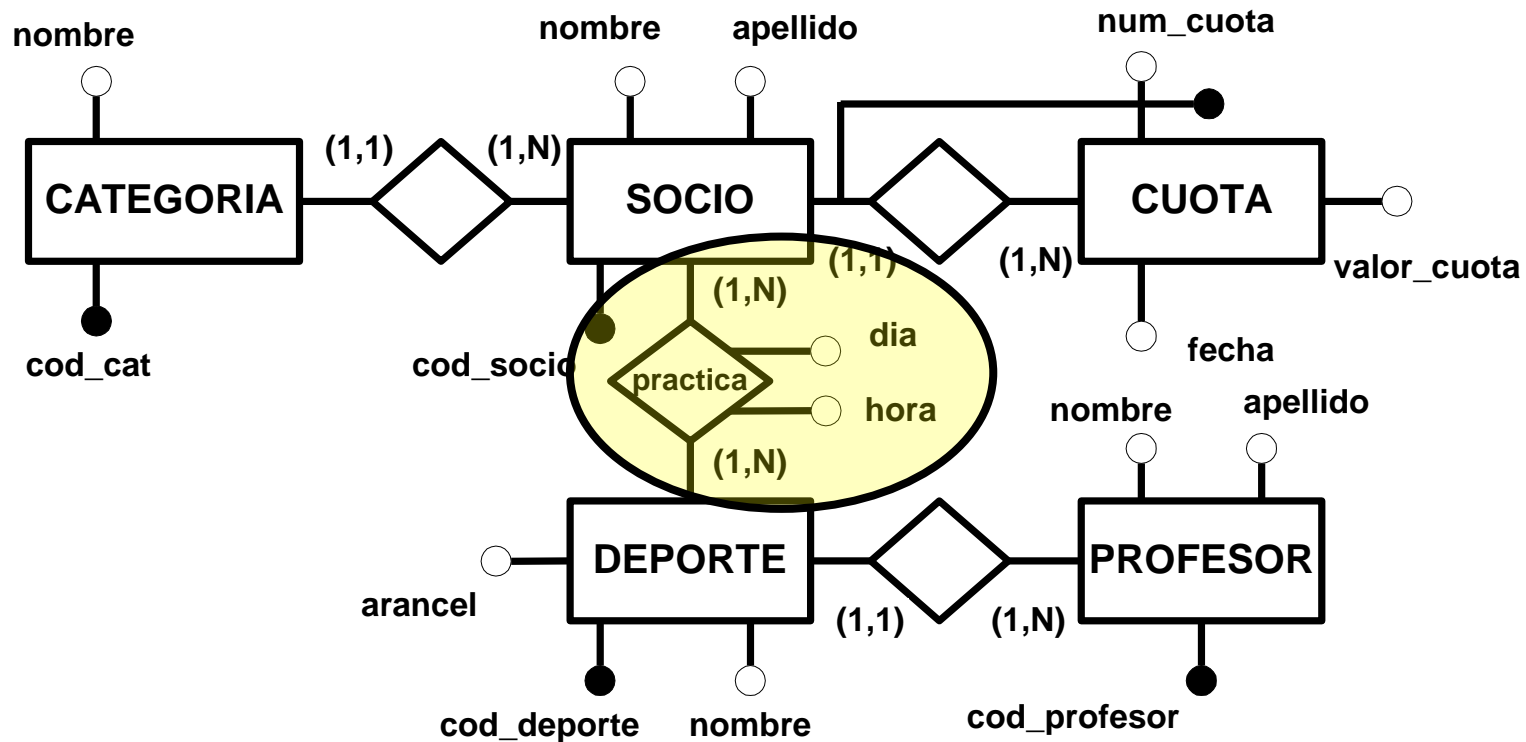 nombre
nombre apellido
num_cuota
(1,1) (1,N)
CATEGORIA
SOCIO
CUOTA
(1,1) (1,N)
valor_cuota
(1,N)
dia
fecha
cod_cat
cod_socio
practica
hora
nombre apellido
(1,N)
DEPORTE
PROFESOR
arancel
(1,1) (1,N)
cod_deporte nombre
cod_profesor